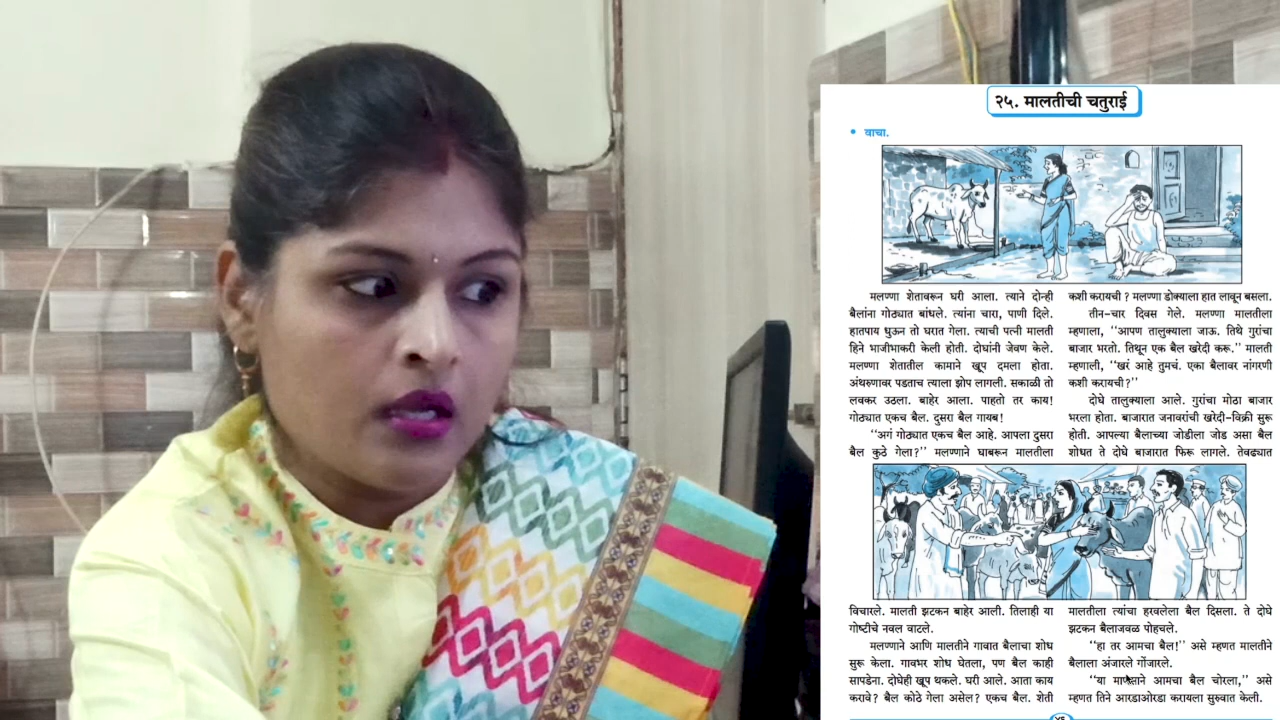 २५. मालतीची चतुराई
• वाचा.
मलण्णा शेतावरून घरी आला. त्याने दोन्ही
बैलांना गोठ्यात बांधले. त्यांना चारा, पाणी दिले.
हातपाय धुऊन तो घरात गेला. त्याची पत्नी मालती
हिने भाजीभाकरी केली होती. दोघांनी जेवण केले.
मलण्णा शेतातील कामाने खूप दमला होता.
अंथरुणावर पडताच त्याला झोप लागली. सकाळी तो
लवकर उठला. बाहेर आला. पाहतो तर काय!
गोठ्यात एकच बैल. दुसरा बैल गायब!
‘‘अगं गोठ्यात एकच बैल आहे. आपला दुसरा
बैल कुठे गेला?’’ मलण्णाने घाबरून मालतीला
विचारले. मालती झटकन बाहेर आली. तिलाही या
गोष्टीचे नवल वाटले.
मलण्णाने आणि मालतीने गावात बैलाचा शोध
सुरू केला. गावभर शोध घेतला, पण बैल काही
सापडेना. दोघेही खूप थकले. घरी आले. आता काय
करावे? बैल कोठे गेला असेल? एकच बैल. शेती
कशी करायची ? मलण्णा डोक्याला हात लावून बसला.
तीन-चार दिवस गेले. मलण्णा मालतीला
म्हणाला, ‘‘आपण तालुक्याला जाऊ. तिथे गुरांचा
बाजार भरतो. तिथून एक बैल खरेदी करू.’’ मालती
म्हणाली, ‘‘खरं आहे तुमचं. एका बैलावर नांगरणी
कशी करायची?’’
दोघे तालुक्याला आले. गुरांचा मोठा बाजार
भरला होता. बाजारात जनावरांची खरेदी-विक्री सुरू
होती. आपल्या बैलाच्या जोडीला जोड असा बैल
शोधत ते दोघे बाजारात फिरू लागले. तेवढ्यात
मालतीला त्यांचा हरवलेला बैल दिसला. ते दोघे
झटकन बैलाजवळ पोहचले.
‘‘हा तर आमचा बैल!’’ असे म्हणत मालतीने
बैलाला अंजारले गोंजारले.
‘‘या माणसाने आमचा बैल चोरला,’’ असे
म्हणत तिने आरडाओरडा करायला सुरुवात केली.